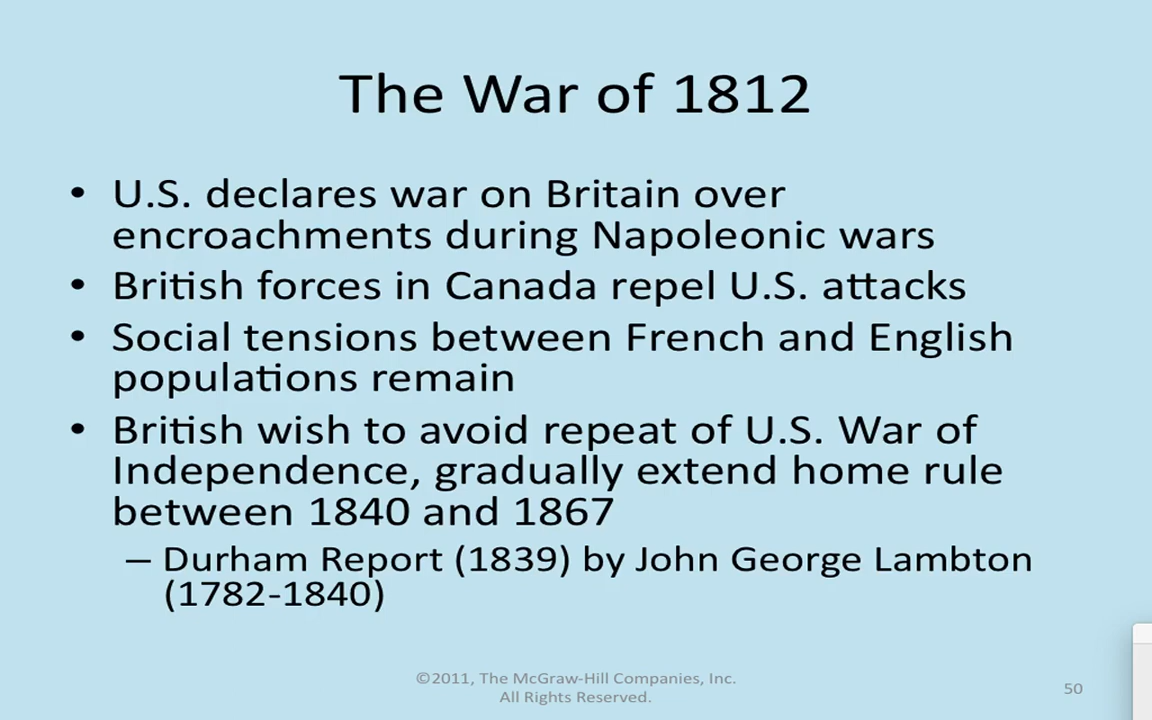 The War of 1812
• U.S. declares war on Britain over
encroachments during Napoleonic wars
• British forces in Canada repel U.S. attacks
• Social tensions between French and English
populations remain
• British wish to avoid repeat of U.S. War of
Independence, gradually extend home rule
between 1840 and 1867
– Durham Report (1839) by John George Lambton
(1782-1840)
©2011, The McGraw-Hill Companies, Inc.
All Rights Reserved.
50